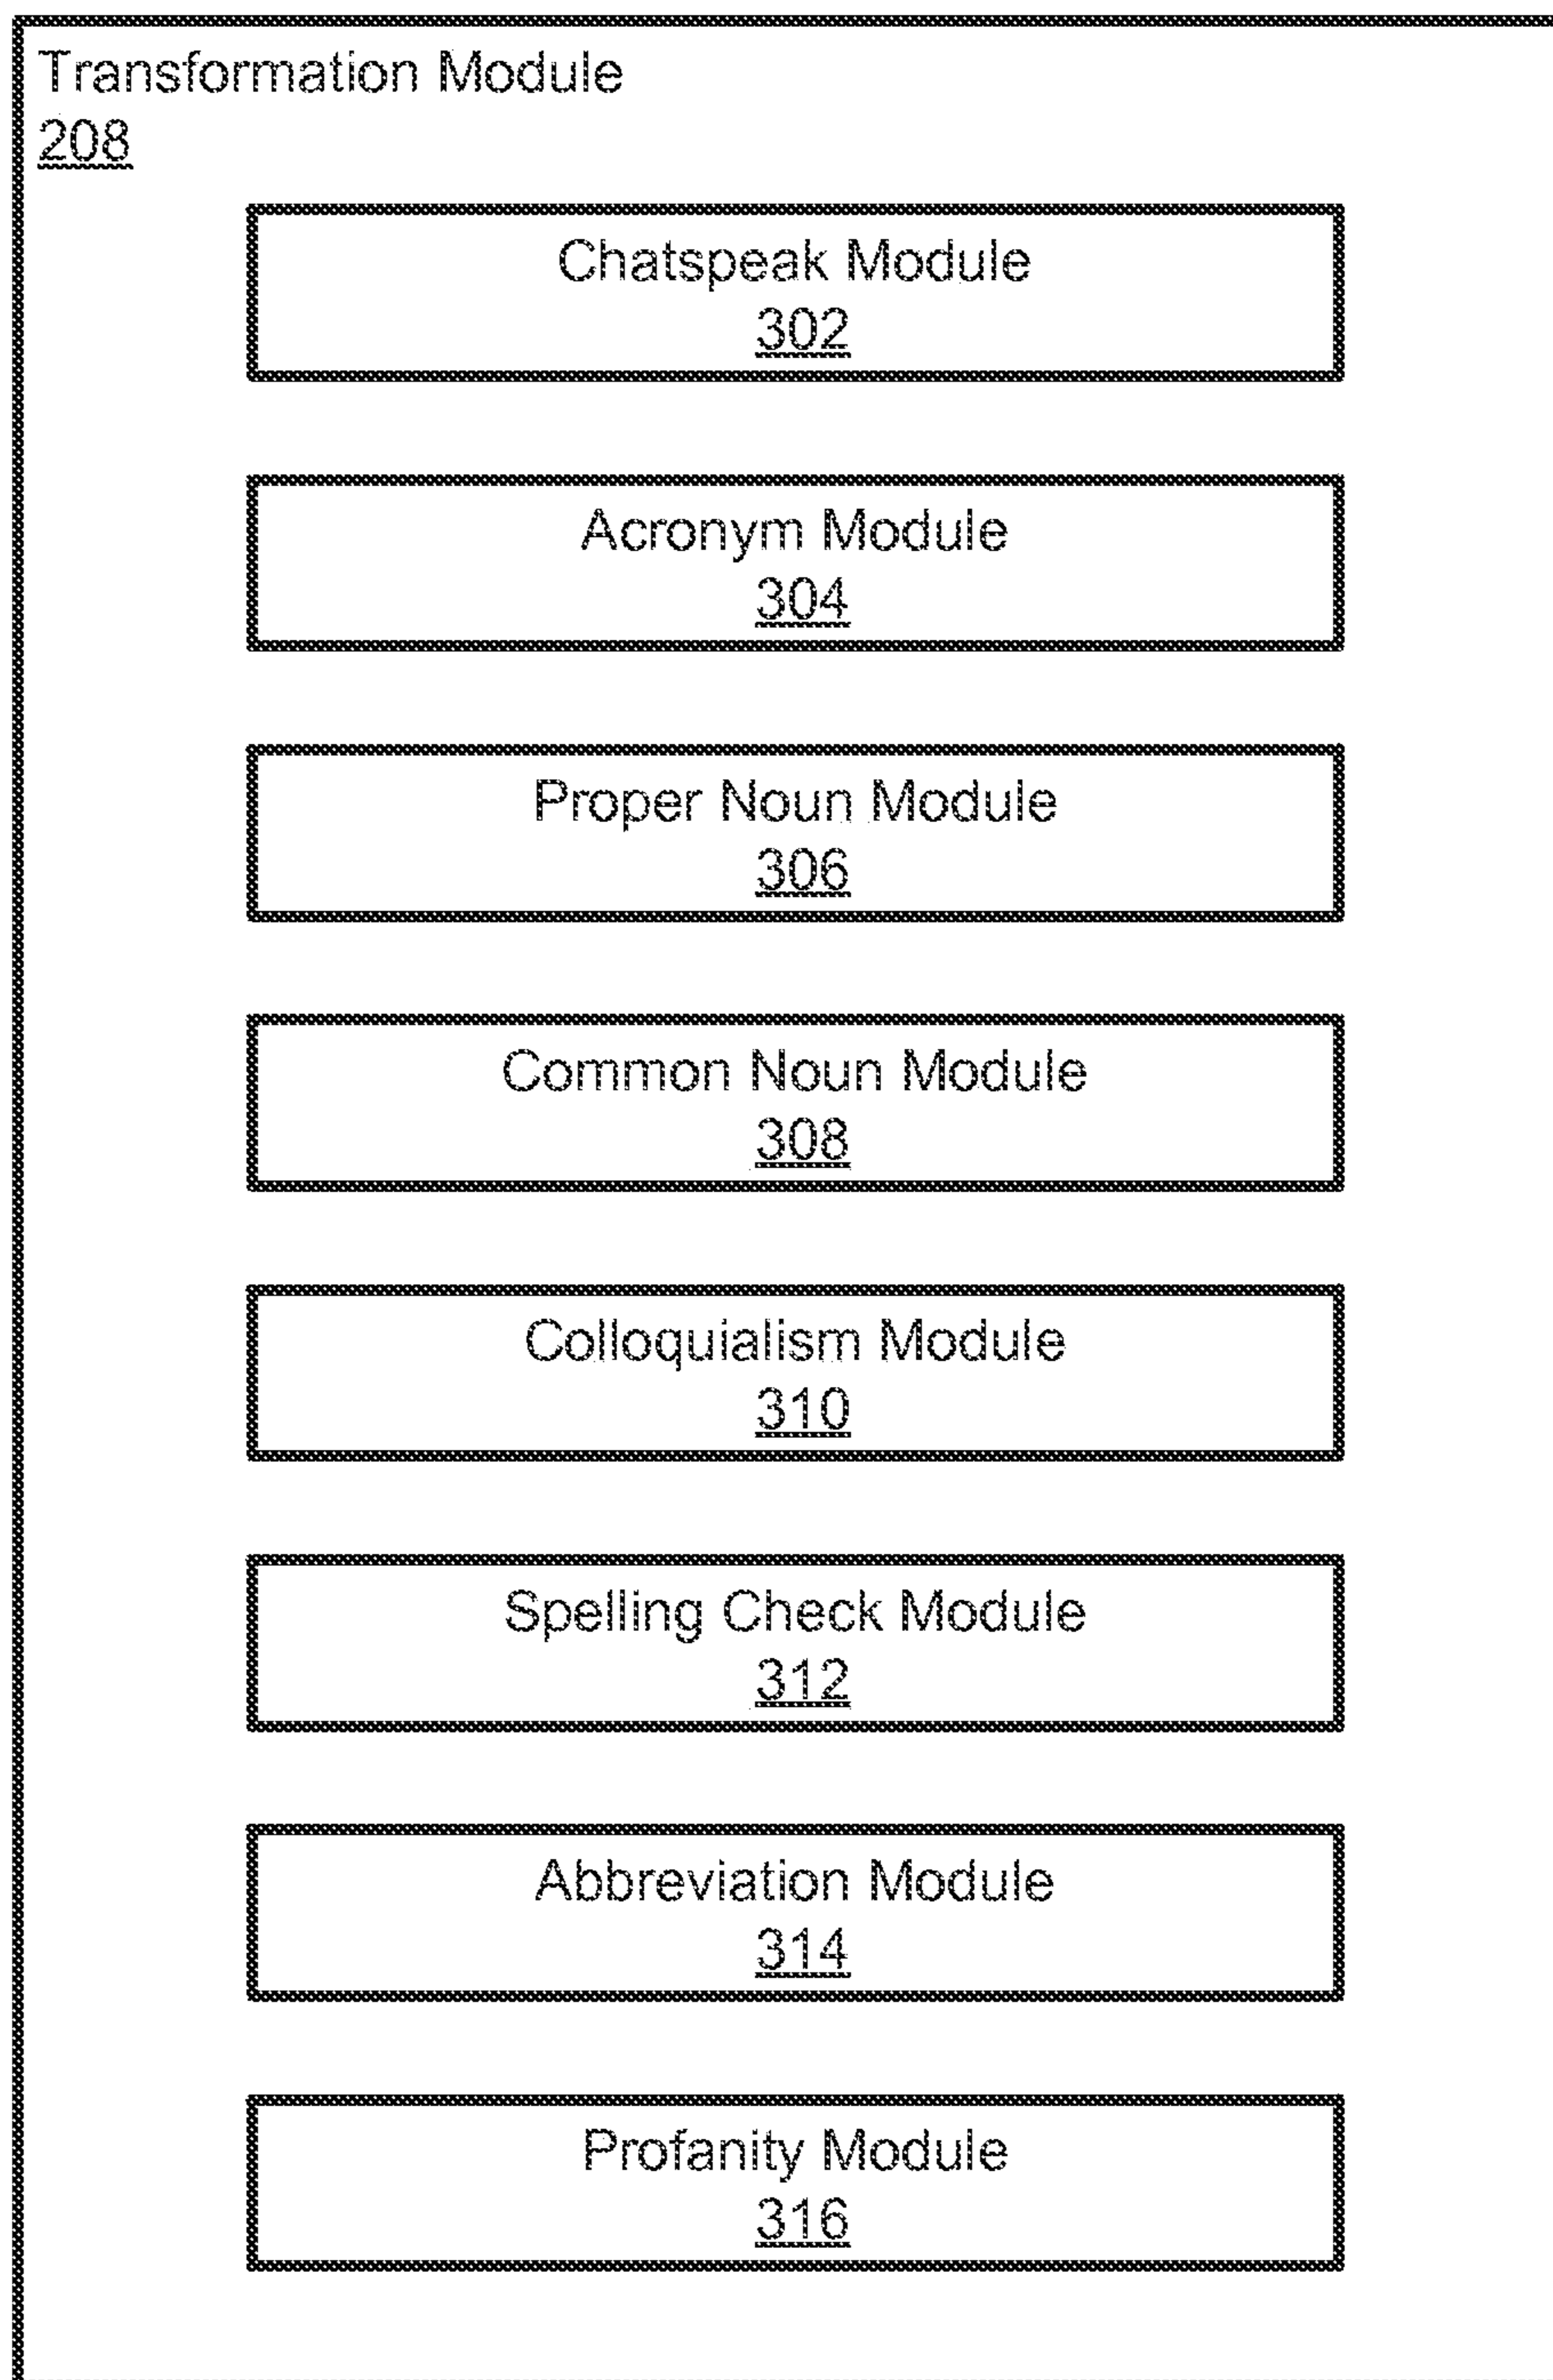 Transformation Module
208
Chatspeak Module
302
Acronym Module
304
Proper Noun Module
306
Common Noun Module
308
Colloquialism Module
310
Spelling Check Module
312
Abbreviation Module
314
Profanity Module
316